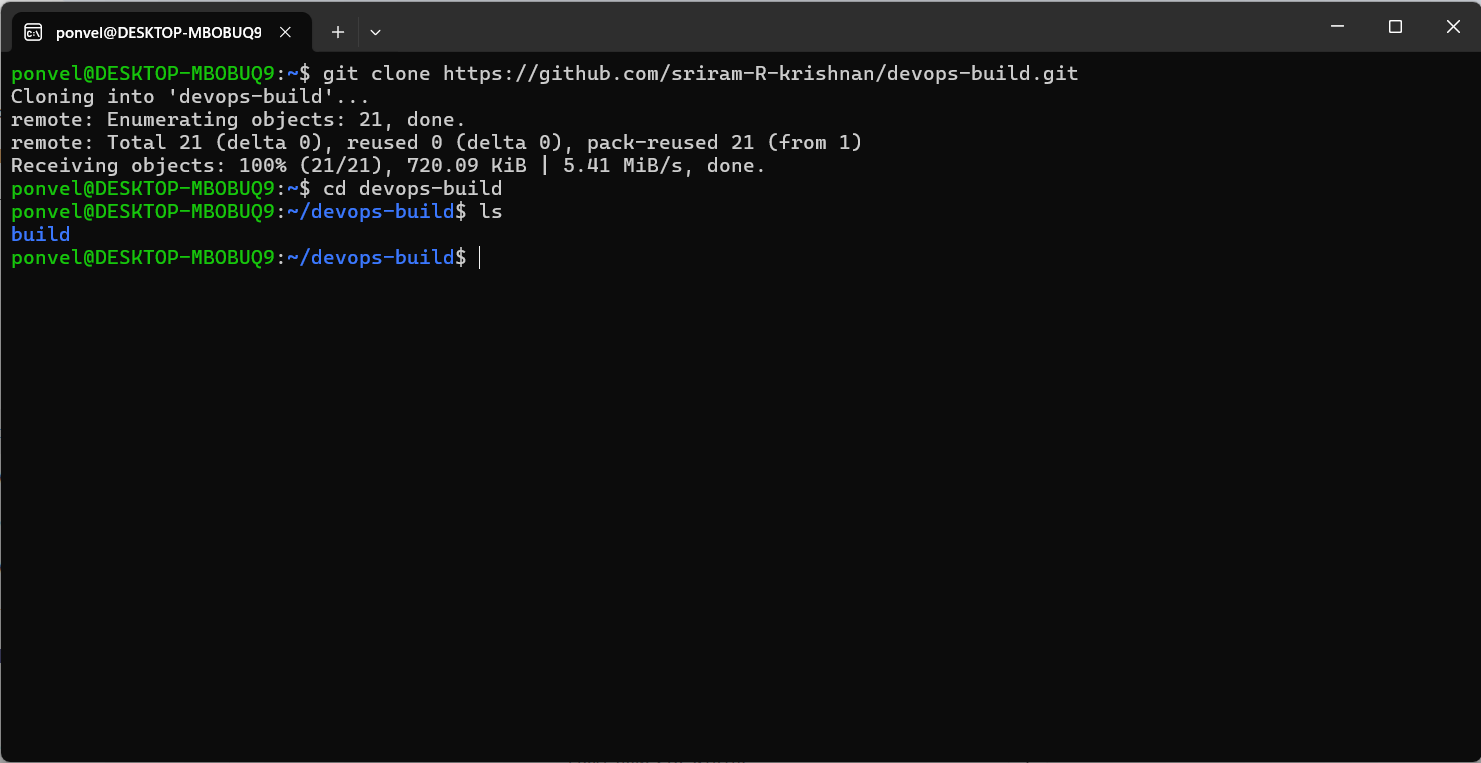 ponvel@DESKTOP-MBOBUQ9
ponvel@DESKTOP-MBOBUQ9:~$ git clone https://github.com/sriram-R-krishnan/devops-build.git
Cloning into 'devops-build'...
remote: Enumerating objects: 21, done.
remote: Total 21 (delta 0), reused 0 (delta 0), pack-reused 21 (from 1)
Receiving objects: 100% (21/21), 720.09 KiB | 5.41 MiB/s, done.
ponvel@DESKTOP-MBOBUQ9:~$ cd devops-build
ponvel@DESKTOP-MBOBUQ9:~/devops-build$ ls
build
ponvel@DESKTOP-MBOBUQ9:~/devops-build$